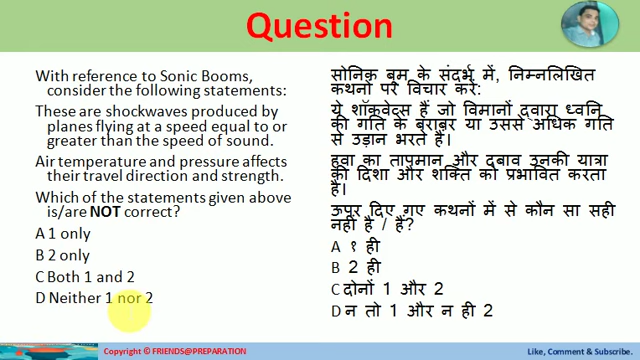 Question
With reference to Sonic Booms,
consider the following statements:
These are shockwaves produced by
planes flying at a speed equal to or
greater than the speed of sound.
Air temperature and pressure affects
their travel direction and strength.
Which of the statements given above
is/are NOT correct?
A 1 only
B 2 only
C Both 1 and 2
D Neither 1 nor 2
सोनिक बूम के संदर्भ में, निम्नलिखित
कथनों पर विचार करें:
ये शॉकवेव्स हैं जो विमानों द्वारा ध्वनि
की गति के बराबर या उससे अधिक गति
से उड़ान भरते हैं।
हवा का तापमान और दबाव उनकी यात्रा
की दिशा और शक्ति को प्रभावित करता
है।
ऊपर दिए गए कथनों में से कौन सा सही
नहीं है / हैं?
A १ ही
B 2 ही
C दोनों 1 और 2
D न तो 1 और न ही 2
Copyright © FRIENDS@PREPARATION
Like, Comment & Subscribe.